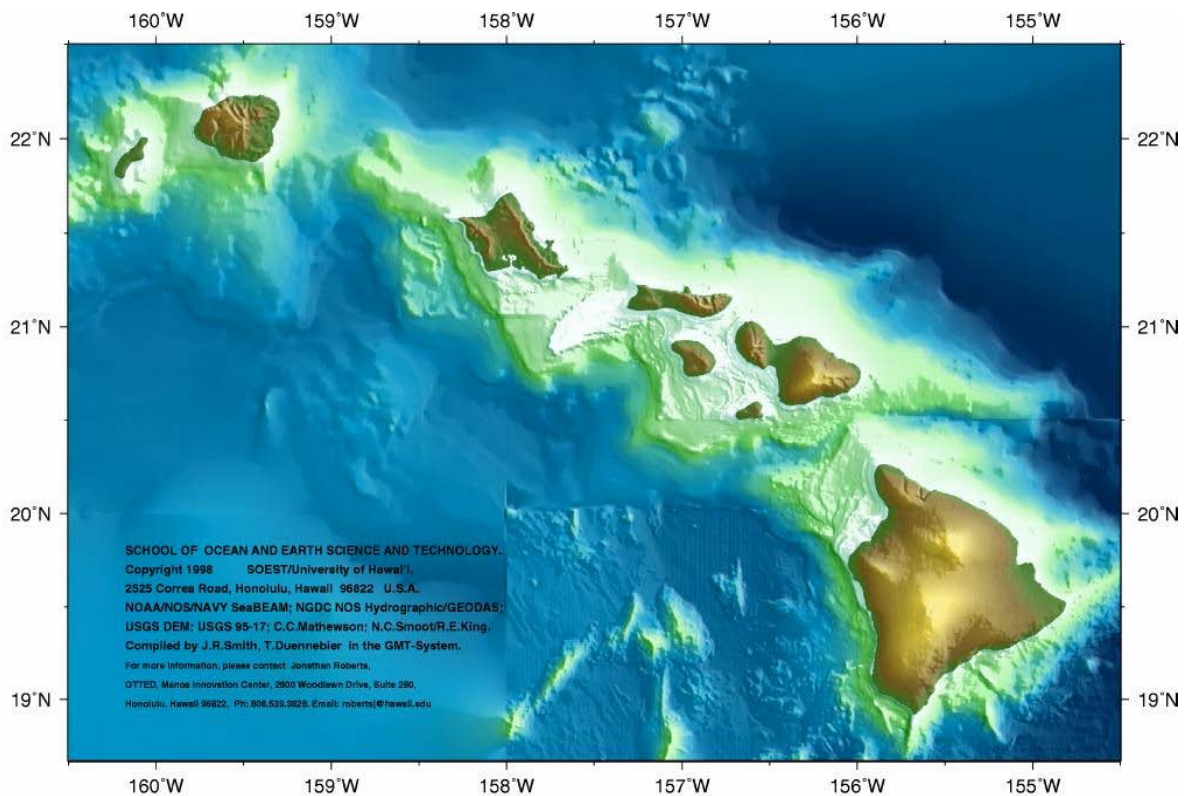 160˚W 159˚W 158˚W 157˚W 156˚W 155˚W
22˚N 22˚N
21˚N 21˚N
20˚N 20˚N
SCHOOL OF OCEAN AND EARTH SCIENCE AND TECHNOLOGY.
Copyright 1998 SOEST/University of Hawai'i.
2525 Correa Road, Honolulu, Hawaii 96822 U.S.A.
NOAA/NOS/NAVY SeaBEAM; NGDC NOS Hydrographic/GEODAS;
USGS DEM; USGS 95-17; C.C.Mathewson; N.C.Smoot/R.E.King.
Compiled by J.R.Smith, T.Duennebier in the GMT-System.
For more information, please contact Jonathan Roberts,
OTTED, Manoa Innovation Center, 2800 Woodlawn Drive, Suite 280,
19˚N 19˚N
Honolulu, Hawaii 96822. Ph: 808.539.3828. Email: robertsj@hawaii.edu
160˚W 159˚W 158˚W 157˚W 156˚W 155˚W